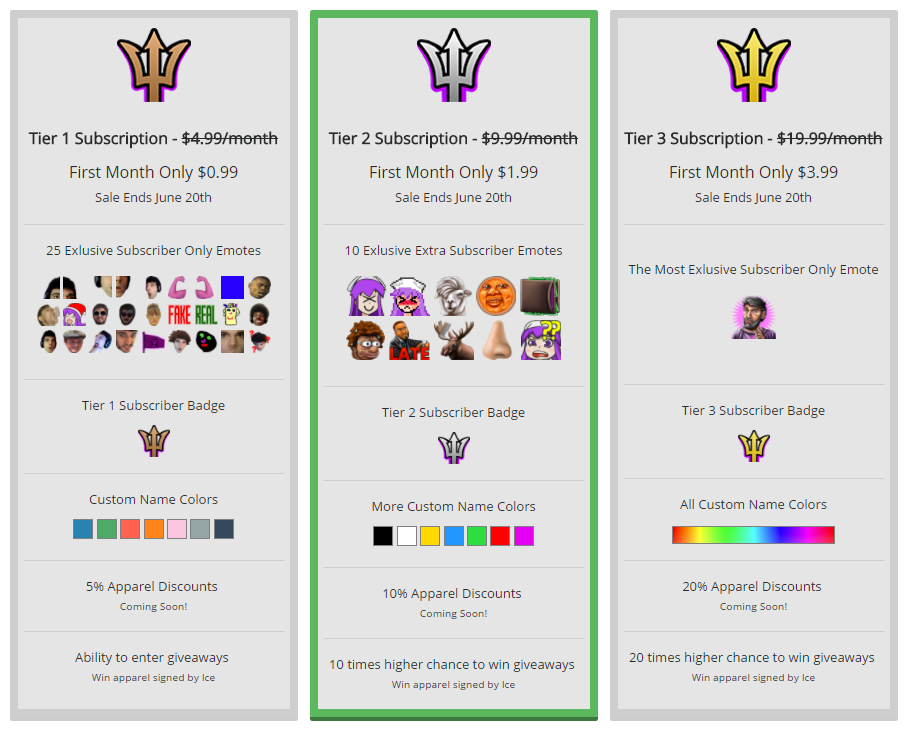 Tier 1 Subscription - $4.99/month
First Month Only $0.99
Sale Ends June 20th
25 Exlusive Subscriber Only Emotes
FAKE REAL
Tier 1 Subscriber Badge
Custom Name Colors
5% Apparel Discounts
Coming Soon!
Ability to enter giveaways
Win apparel signed by Ice
Tier 2 Subscription - $9.99/month
First Month Only $1.99
Sale Ends June 20th
10 Exlusive Extra Subscriber Emotes
LATE
??
Tier 2 Subscriber Badge
More Custom Name Colors
10% Apparel Discounts
Coming Soon!
10 times higher chance to win giveaways
Win apparel signed by Ice
Tier 3 Subscription - $19.99/month
First Month Only $3.99
Sale Ends June 20th
The Most Exlusive Subscriber Only Emote
Tier 3 Subscriber Badge
All Custom Name Colors
20% Apparel Discounts
Coming Soon!
20 times higher chance to win giveaways
Win apparel signed by Ice